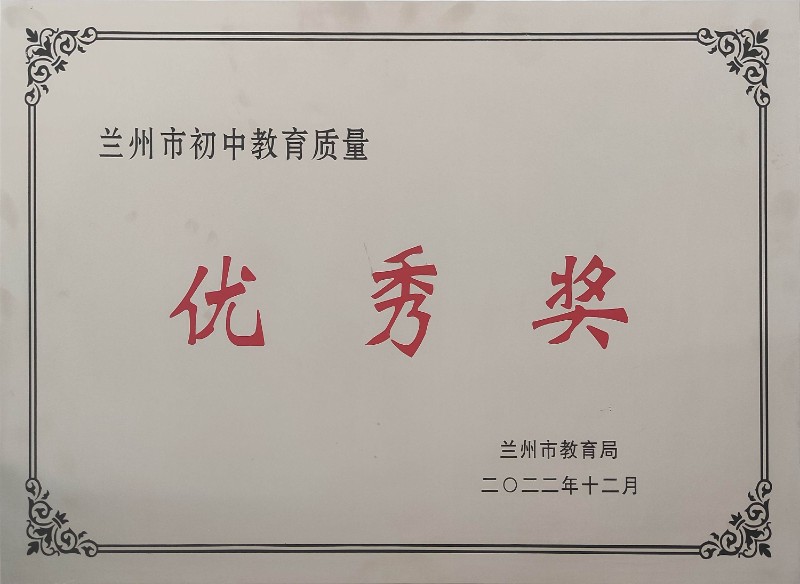 兰州市初中教育质量
优秀奖
兰州市教育局
二〇二二年十二月